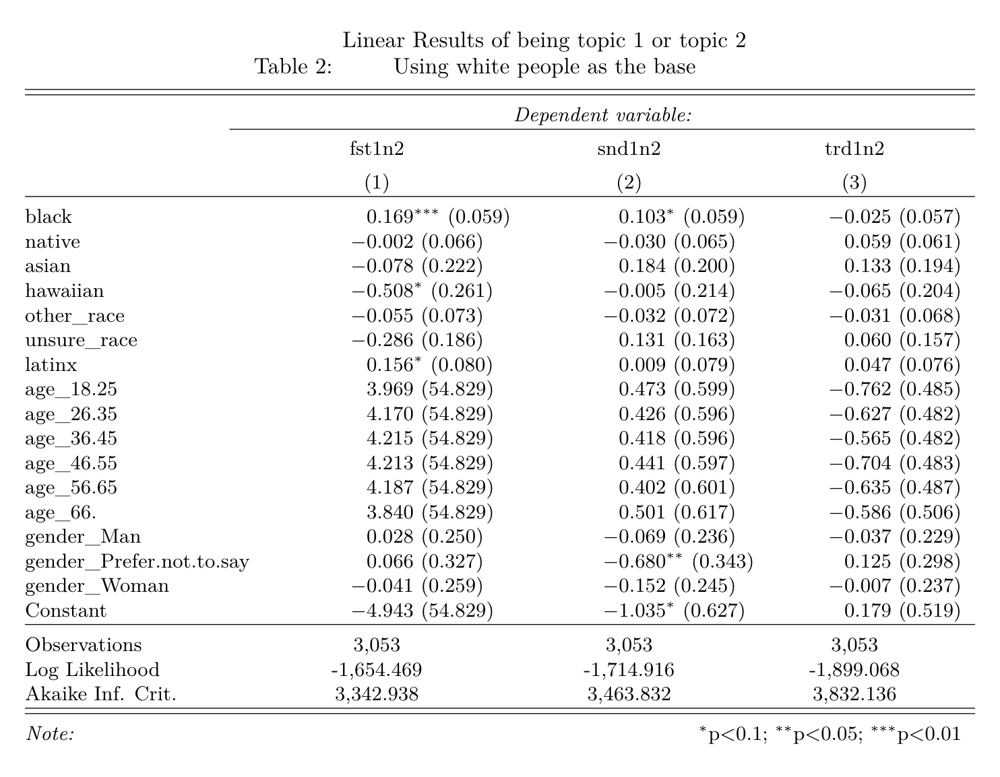 Linear Results of being topic 1 or topic 2
Table 2: Using white people as the base
Dependent variable:
fst1n2 snd1n2 trd1n2
(1) (2) (3)
black 0.169*** (0.059) 0.103* (0.059) −0.025 (0.057)
native −0.002 (0.066) −0.030 (0.065) 0.059 (0.061)
asian −0.078 (0.222) 0.184 (0.200) 0.133 (0.194)
hawaiian −0.508* (0.261) −0.005 (0.214) −0.065 (0.204)
other_race −0.055 (0.073) −0.032 (0.072) −0.031 (0.068)
unsure_race −0.286 (0.186) 0.131 (0.163) 0.060 (0.157)
latinx 0.156* (0.080) 0.009 (0.079) 0.047 (0.076)
age_18.25 3.969 (54.829) 0.473 (0.599) −0.762 (0.485)
age_26.35 4.170 (54.829) 0.426 (0.596) −0.627 (0.482)
age_36.45 4.215 (54.829) 0.418 (0.596) −0.565 (0.482)
age_46.55 4.213 (54.829) 0.441 (0.597) −0.704 (0.483)
age_56.65 4.187 (54.829) 0.402 (0.601) −0.635 (0.487)
age_66. 3.840 (54.829) 0.501 (0.617) −0.586 (0.506)
gender_Man 0.028 (0.250) −0.069 (0.236) −0.037 (0.229)
gender_Prefer.not.to.say 0.066 (0.327) −0.680** (0.343) 0.125 (0.298)
gender_Woman −0.041 (0.259) −0.152 (0.245) −0.007 (0.237)
Constant −4.943 (54.829) −1.035* (0.627) 0.179 (0.519)
Observations 3,053 3,053 3,053
Log Likelihood -1,654.469 -1,714.916 -1,899.068
Akaike Inf. Crit. 3,342.938 3,463.832 3,832.136
Note: *p<0.1; **p<0.05; ***p<0.01